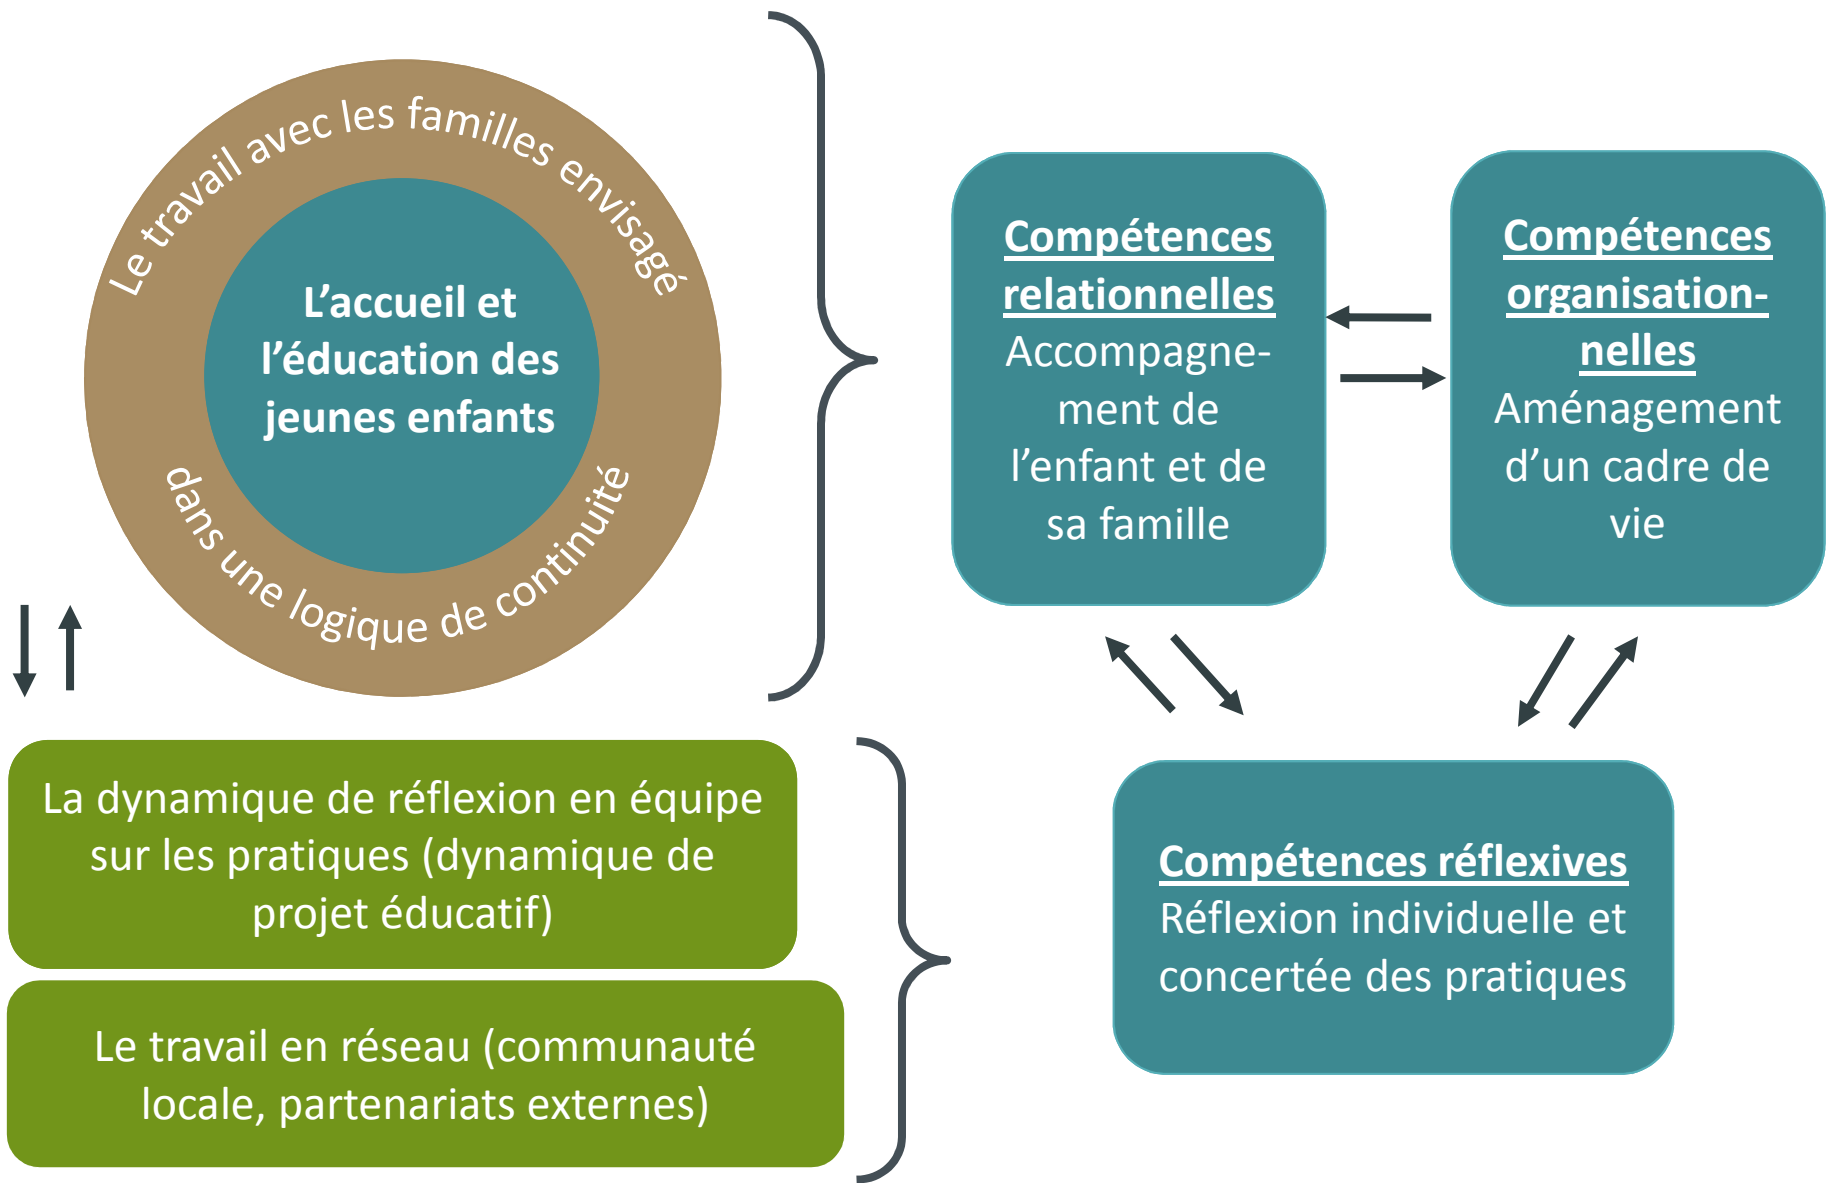 Le travail avec les familles envisagé
dans une logique de continuité
L’accueil et
l’éducation des
jeunes enfants
Compétences
relationnelles
Accompagne-
ment de
l’enfant et de
sa famille
Compétences
organisation-
nelles
Aménagement
d’un cadre de
vie
La dynamique de réflexion en équipe
sur les pratiques (dynamique de
projet éducatif)
Le travail en réseau (communauté
locale, partenariats externes)
Compétences réflexives
Réflexion individuelle et
concertée des pratiques